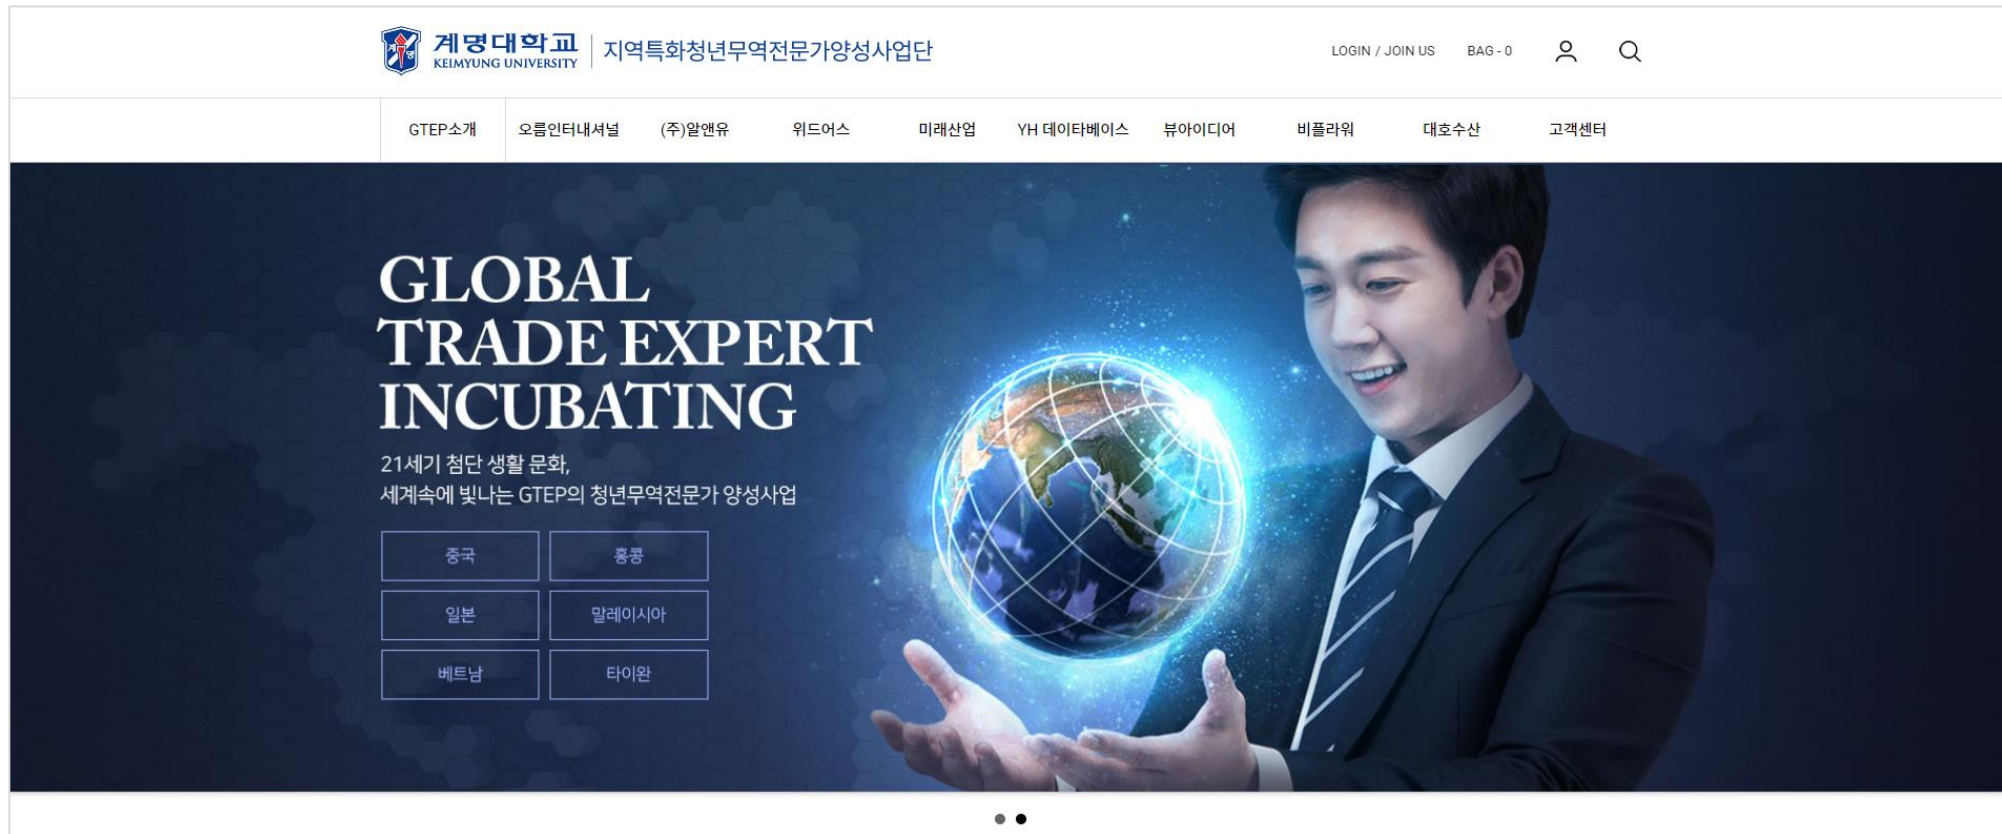 계명
계명대학교
KEIMYUNG UNIVERSITY
지역특화청년무역전문가양성사업단
LOGIN / JOIN US BAG - 0
GTEP소개 오름인터내셔널 (주)알앤유 위드어스 미래산업 YH 데이타베이스 뷰아이디어 비플라워 대호수산 고객센터
GLOBAL
TRADE EXPERT
INCUBATING
21세기 첨단 생활 문화,
세계속에 빛나는 GTEP의 청년무역전문가 양성사업
중국 홍콩
일본 말레이시아
베트남 타이완